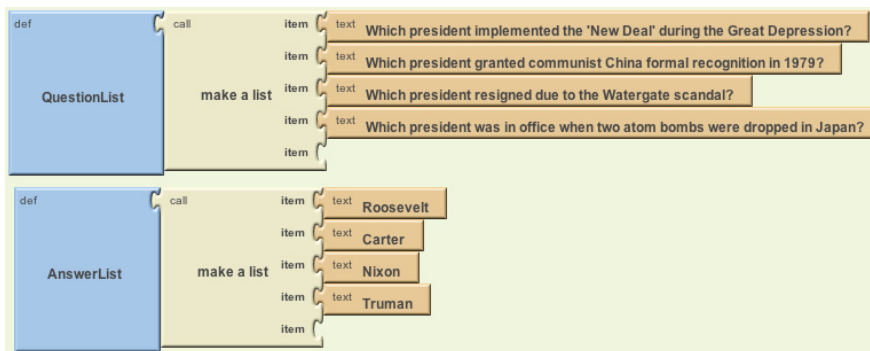 def call item text Which president implemented the 'New Deal' during the Great Depression?
item text Which president granted communist China formal recognition in 1979?
QuestionList make a list item text Which president resigned due to the Watergate scandal?
item text Which president was in office when two atom bombs were dropped in Japan?
item
def call item text Roosevelt
item text Carter
AnswerList make a list item text Nixon
item text Truman
item